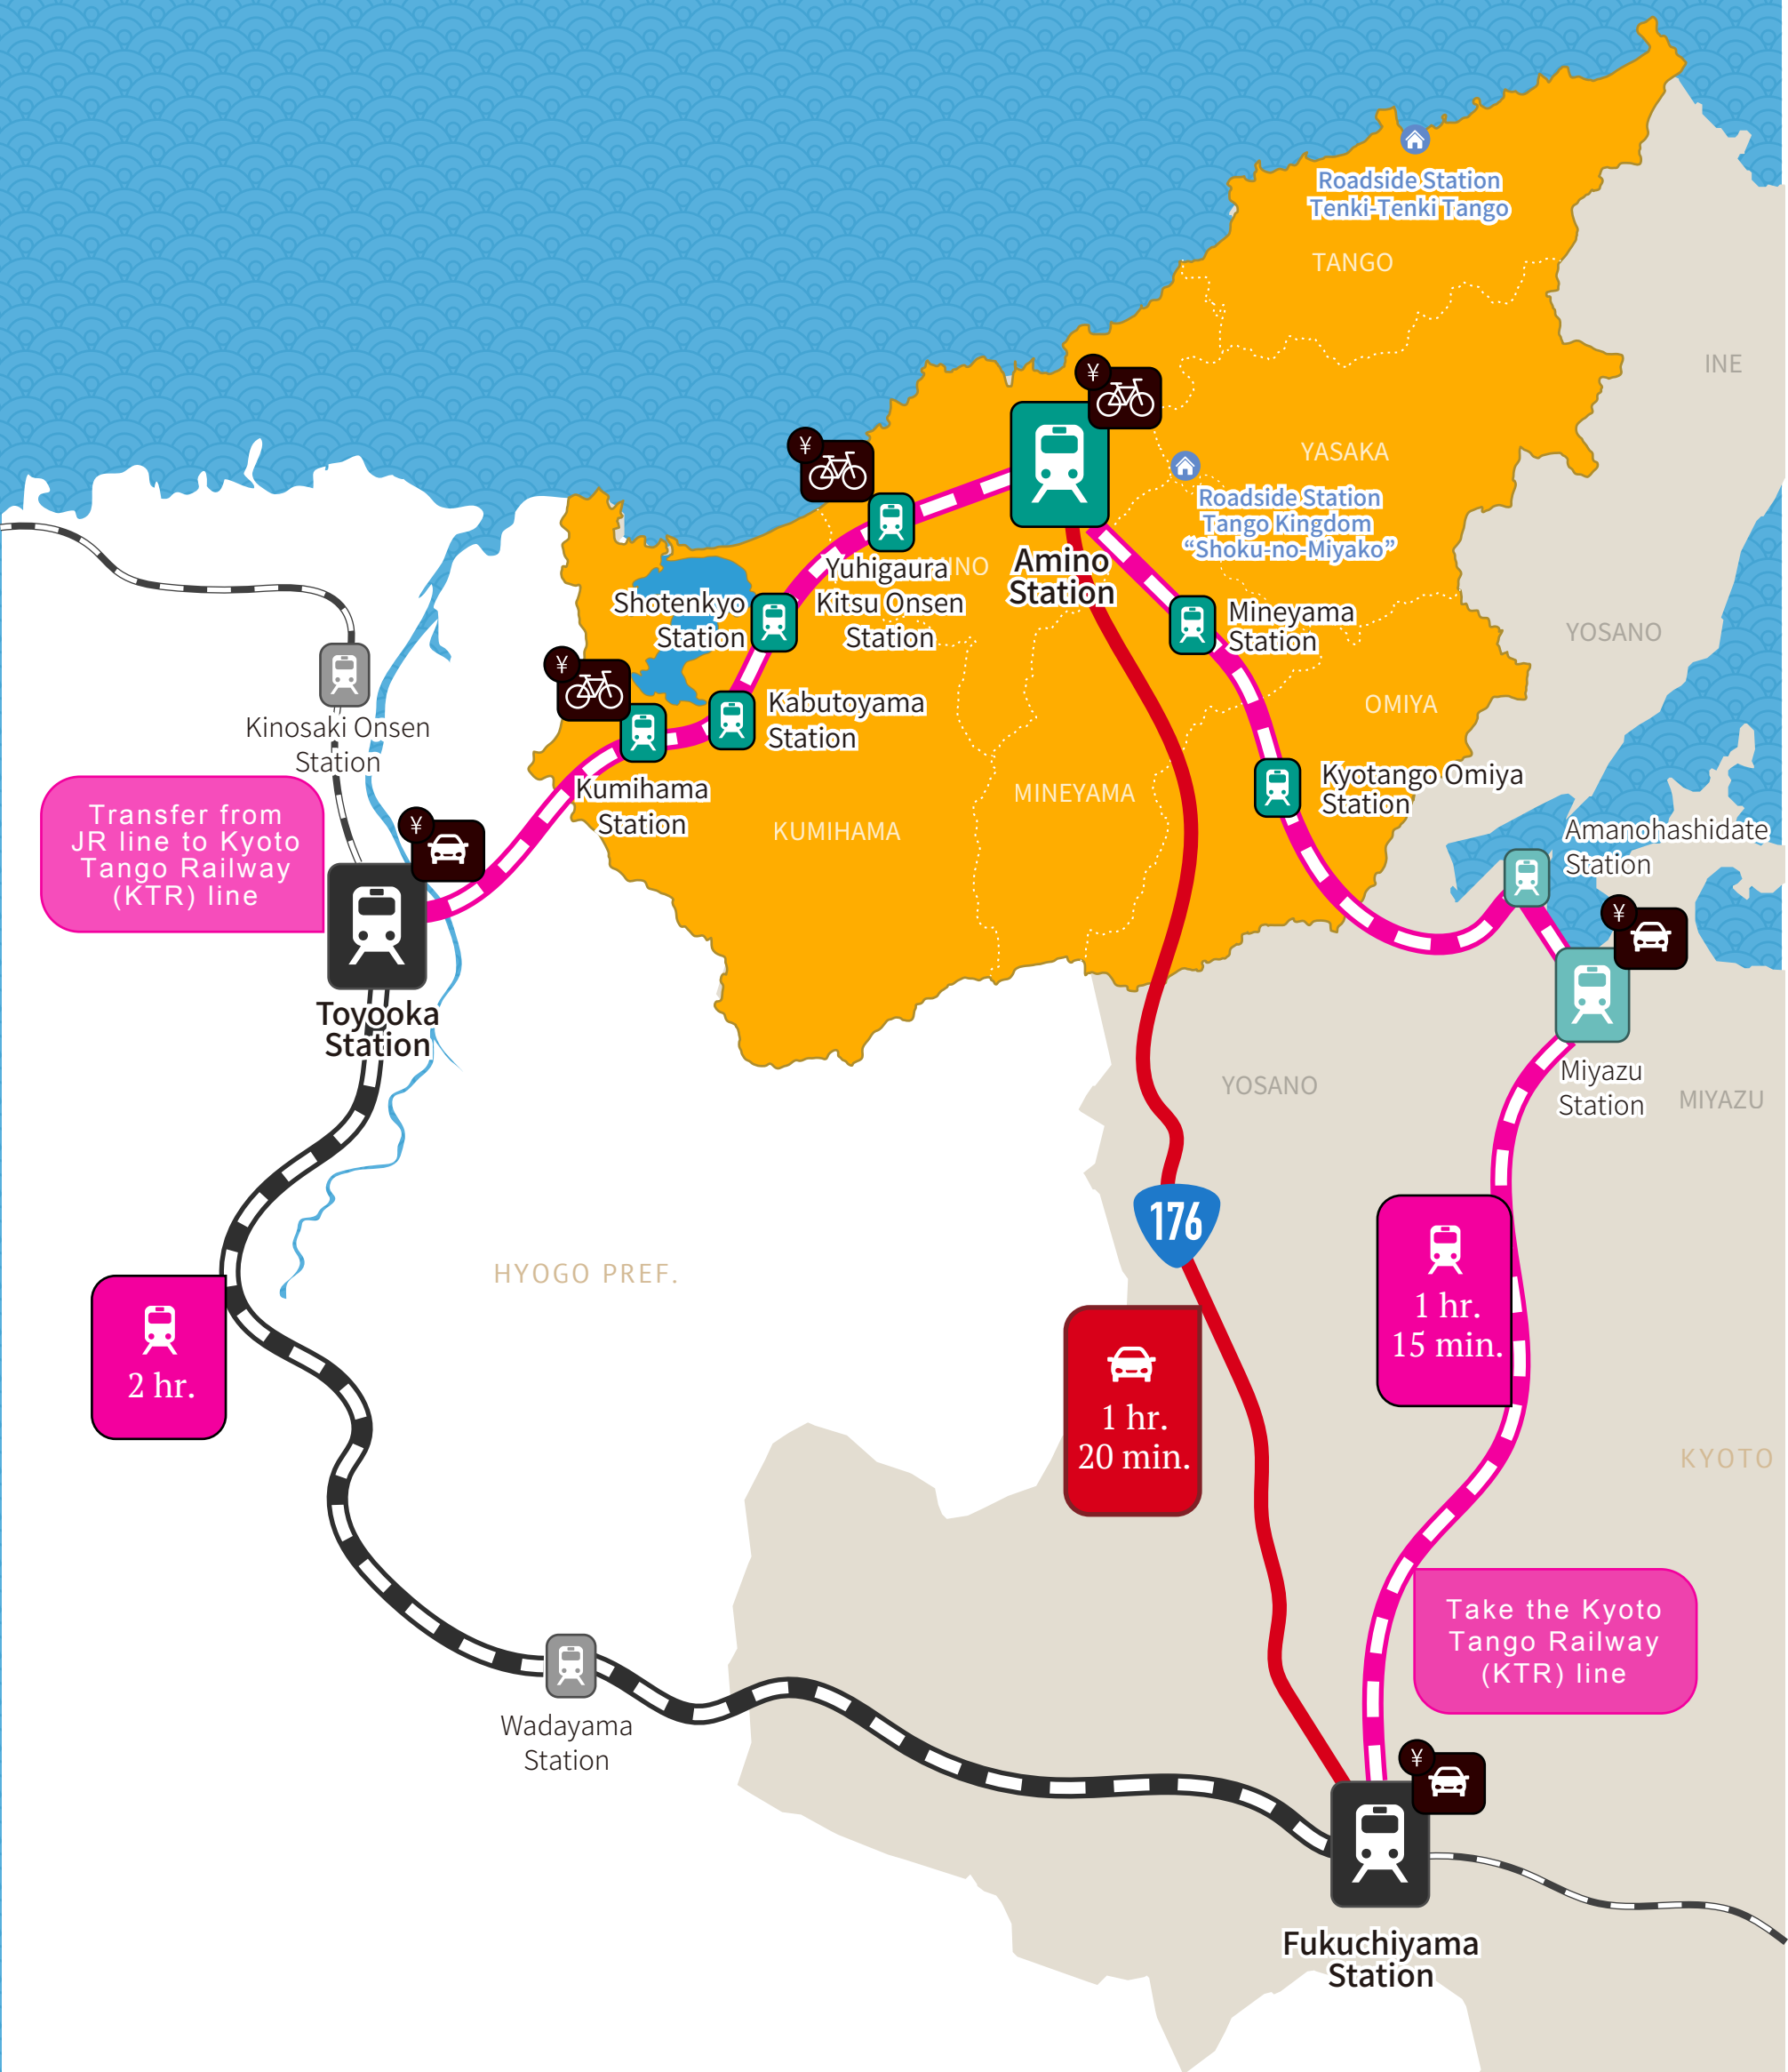 Roadside Station
Tenki-Tenki Tango
TANGO
INE
¥
YASAKA
¥
Roadside Station
Tango Kingdom
“Shoku-no-Miyako”
Amino
Station
Yuhigaura
Kitsu Onsen
Station
Shotenkyo
Station
Mineyama
Station
YOSANO
¥
Kabutoyama
Station
OMIYA
Kinosaki Onsen
Station
Kumihama
Station
Kyotango Omiya
Station
MINEYAMA
KUMIHAMA
Transfer from
JR line to Kyoto
Tango Railway
(KTR) line
¥
Amanohashidate
Station
¥
Toyooka
Station
Miyazu
Station
YOSANO
MIYAZU
176
HYOGO PREF.
1 hr.
15 min.
2 hr.
1 hr.
20 min.
KYOTO
Take the Kyoto
Tango Railway
(KTR) line
Wadayama
Station
¥
Fukuchiyama
Station